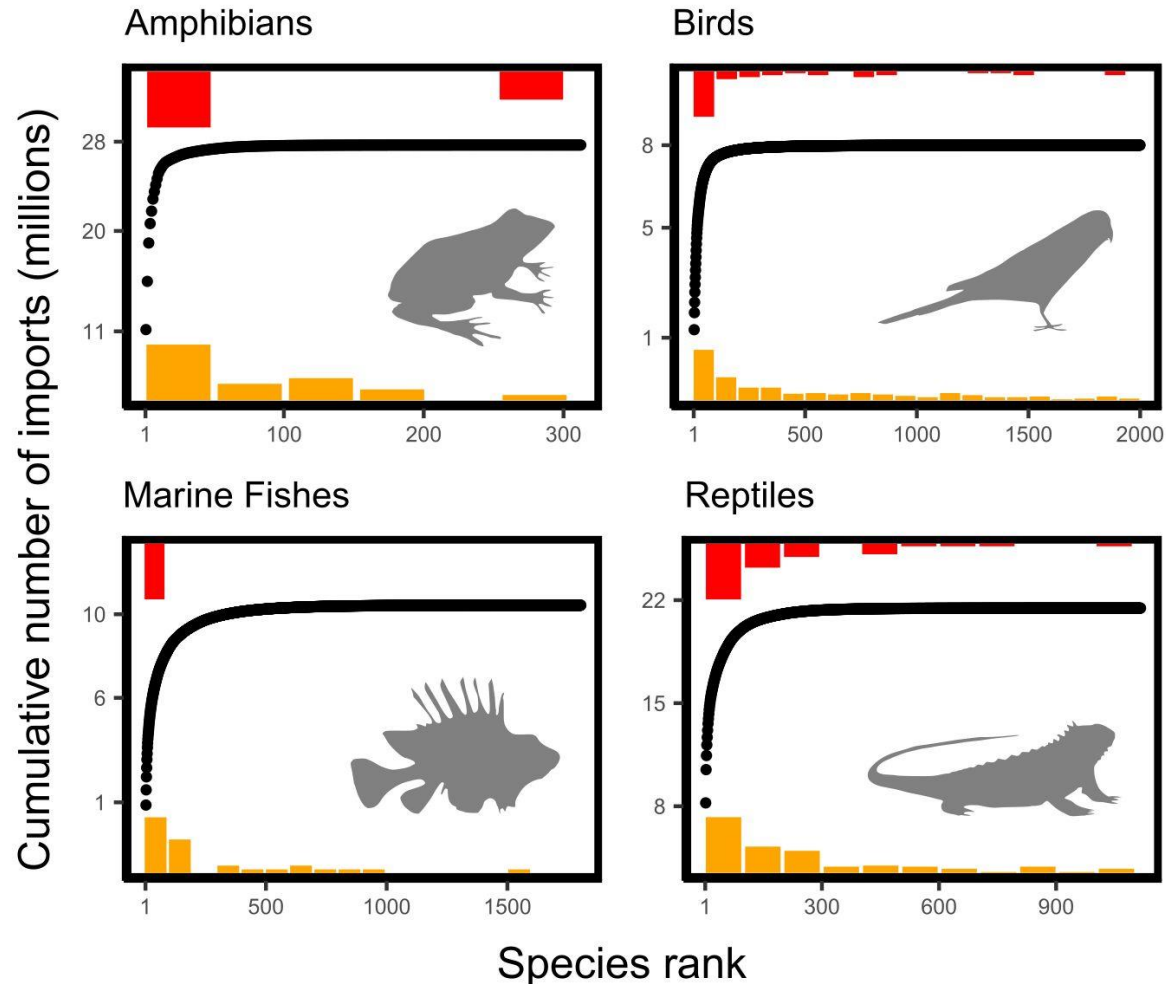 Amphibians
Birds
Cumulative number of imports (millions)
28
20
11
1 100 200 300
8
5
1
1 500 1000 1500 2000
Marine Fishes
Reptiles
10
6
1
1 500 1000 1500
22
15
8
1 300 600 900
Species rank